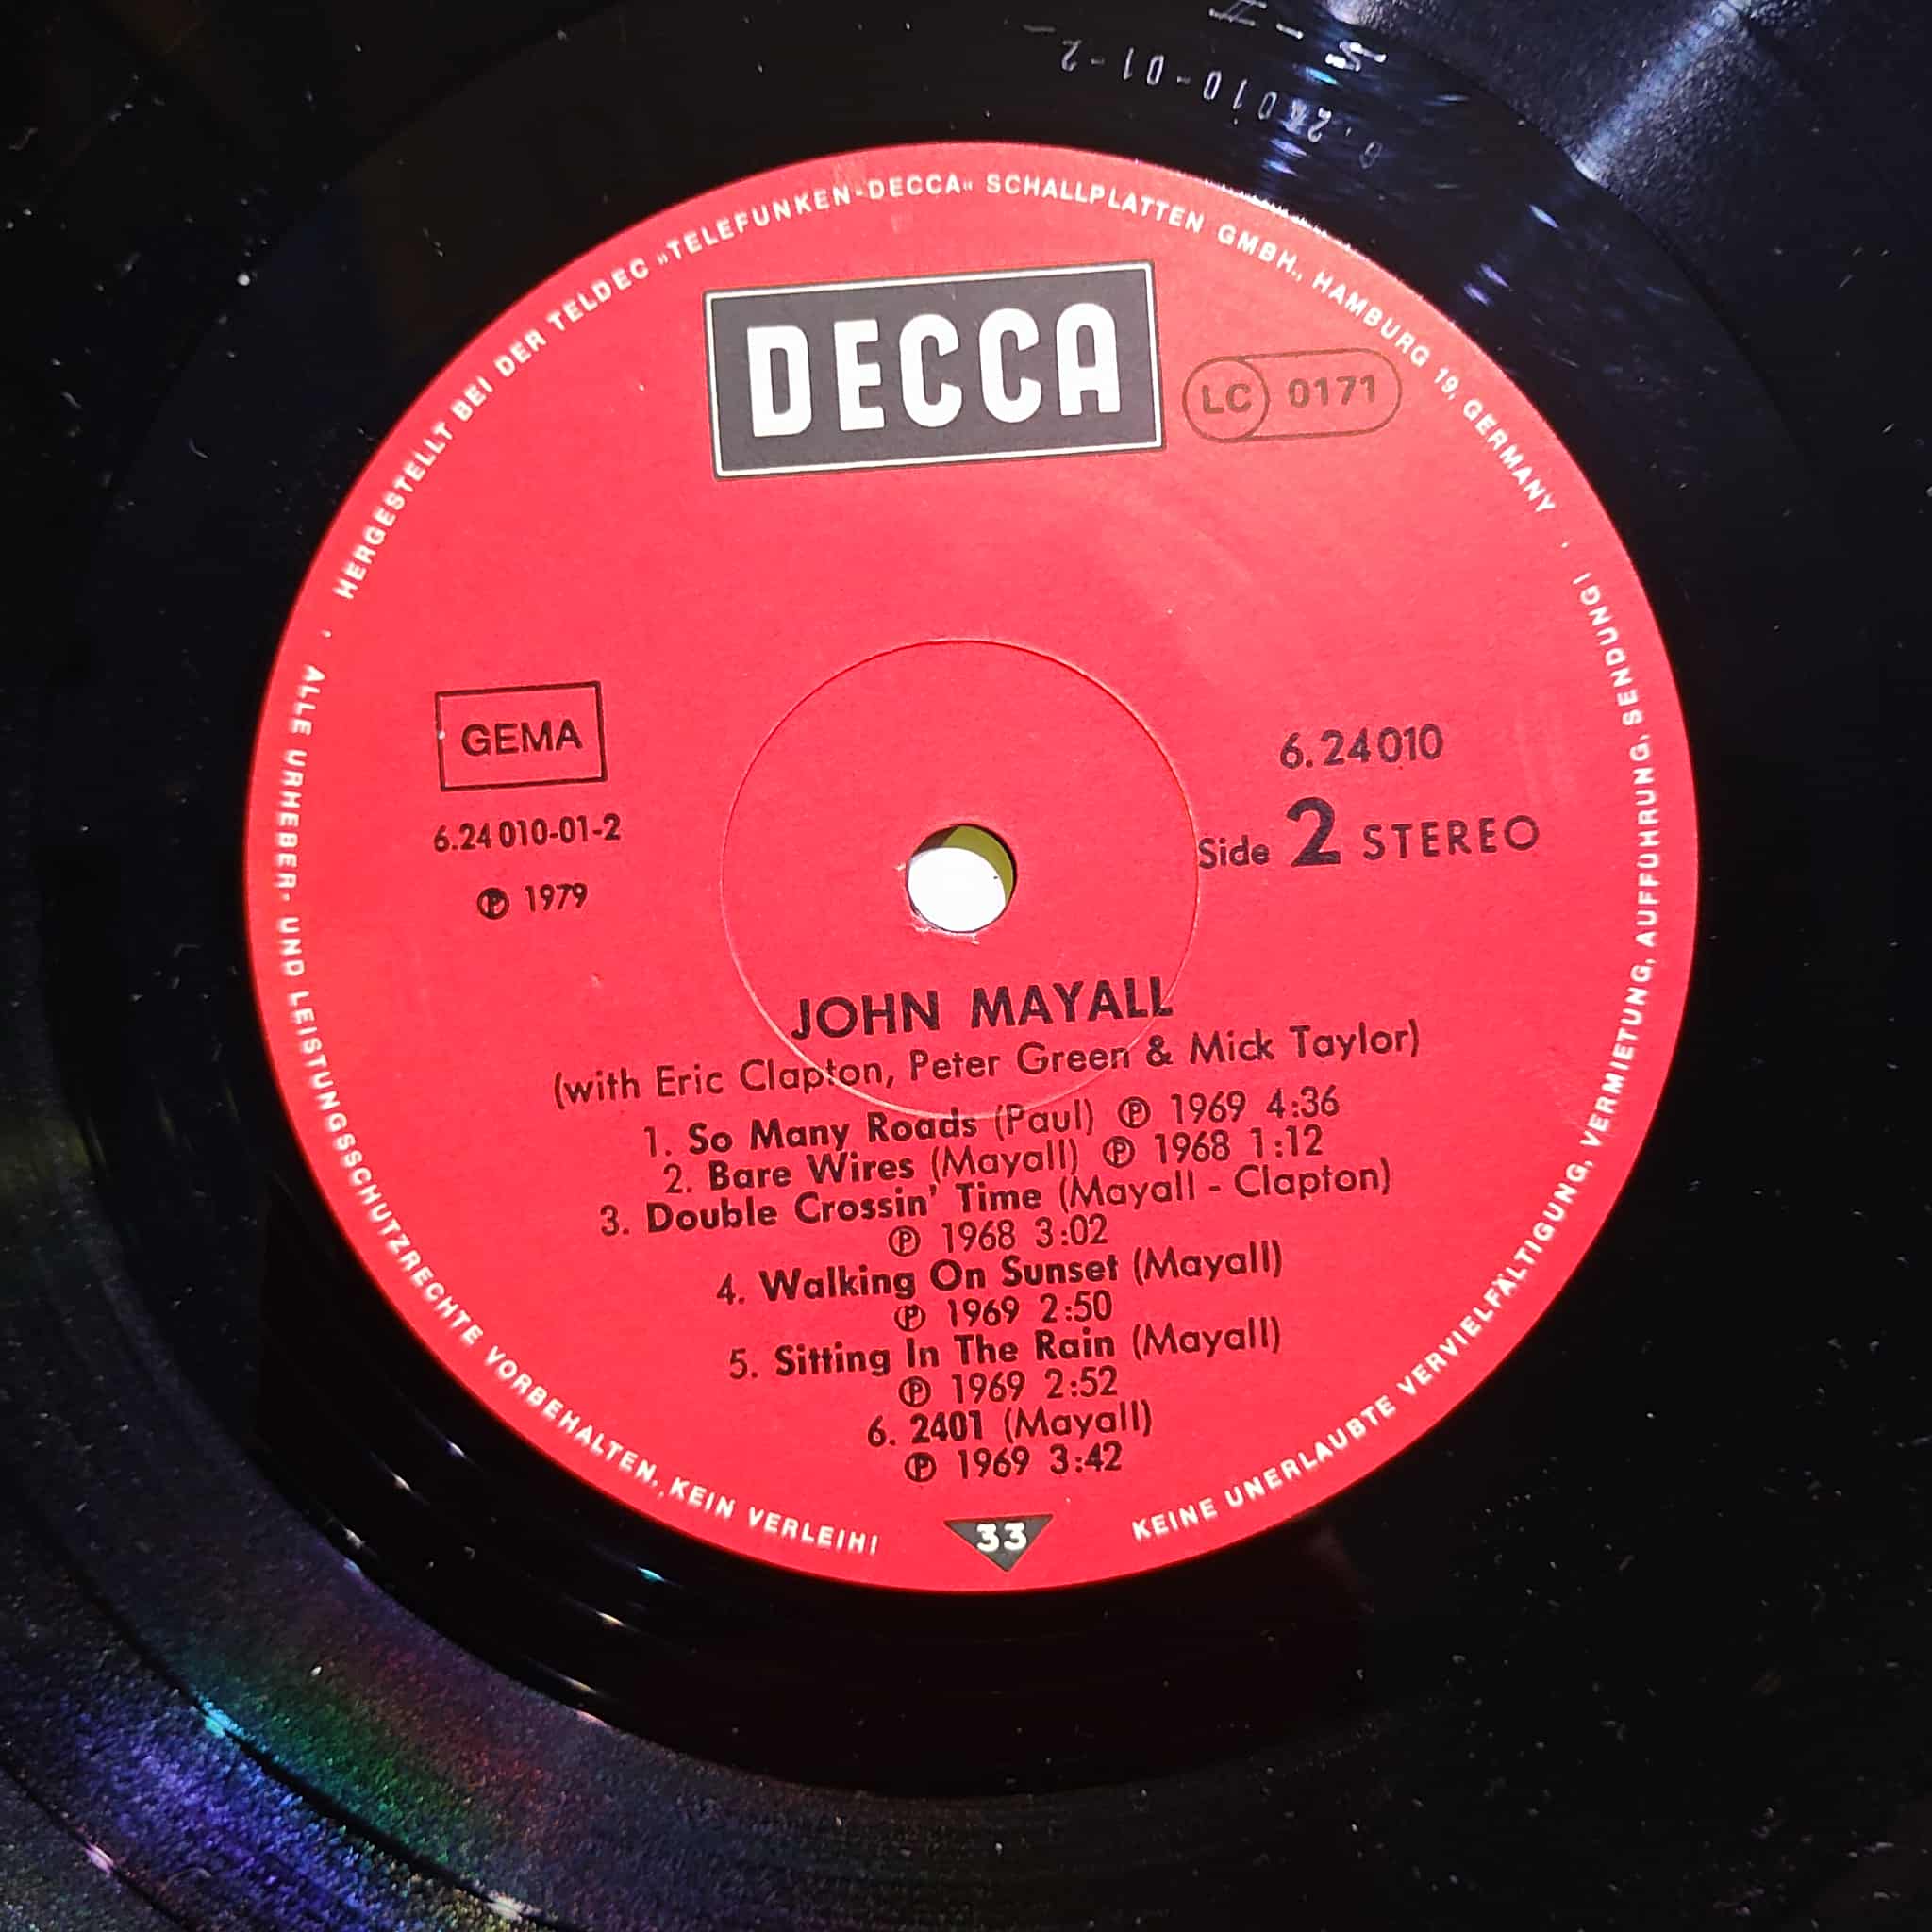 6.24010-01-2
HERGESTELLT BEI DER TELDEC »TELEFUNKEN-DECCA« SCHALLPLATTEN GMBH., HAMBURG 19, GERMANY
DECCA
LC 0171
GEMA
6.24010-01-2
Ⓟ 1979
6.24010
Side 2 STEREO
JOHN MAYALL
(with Eric Clapton, Peter Green & Mick Taylor)
1. So Many Roads (Paul) Ⓟ 1969 4:36
2. Bare Wires (Mayall) Ⓟ 1968 1:12
3. Double Crossin' Time (Mayall - Clapton)
Ⓟ 1968 3:02
4. Walking On Sunset (Mayall)
Ⓟ 1969 2:50
5. Sitting In The Rain (Mayall)
Ⓟ 1969 2:52
6. 2401 (Mayall)
Ⓟ 1969 3:42
33
ALLE URHEBER- UND LEISTUNGSSCHUTZRECHTE VORBEHALTEN, KEIN VERLEIH!
KEINE UNERLAUBTE VERVIELFÄLTIGUNG, VERMIETUNG, AUFFÜHRUNG, SENDUNG!